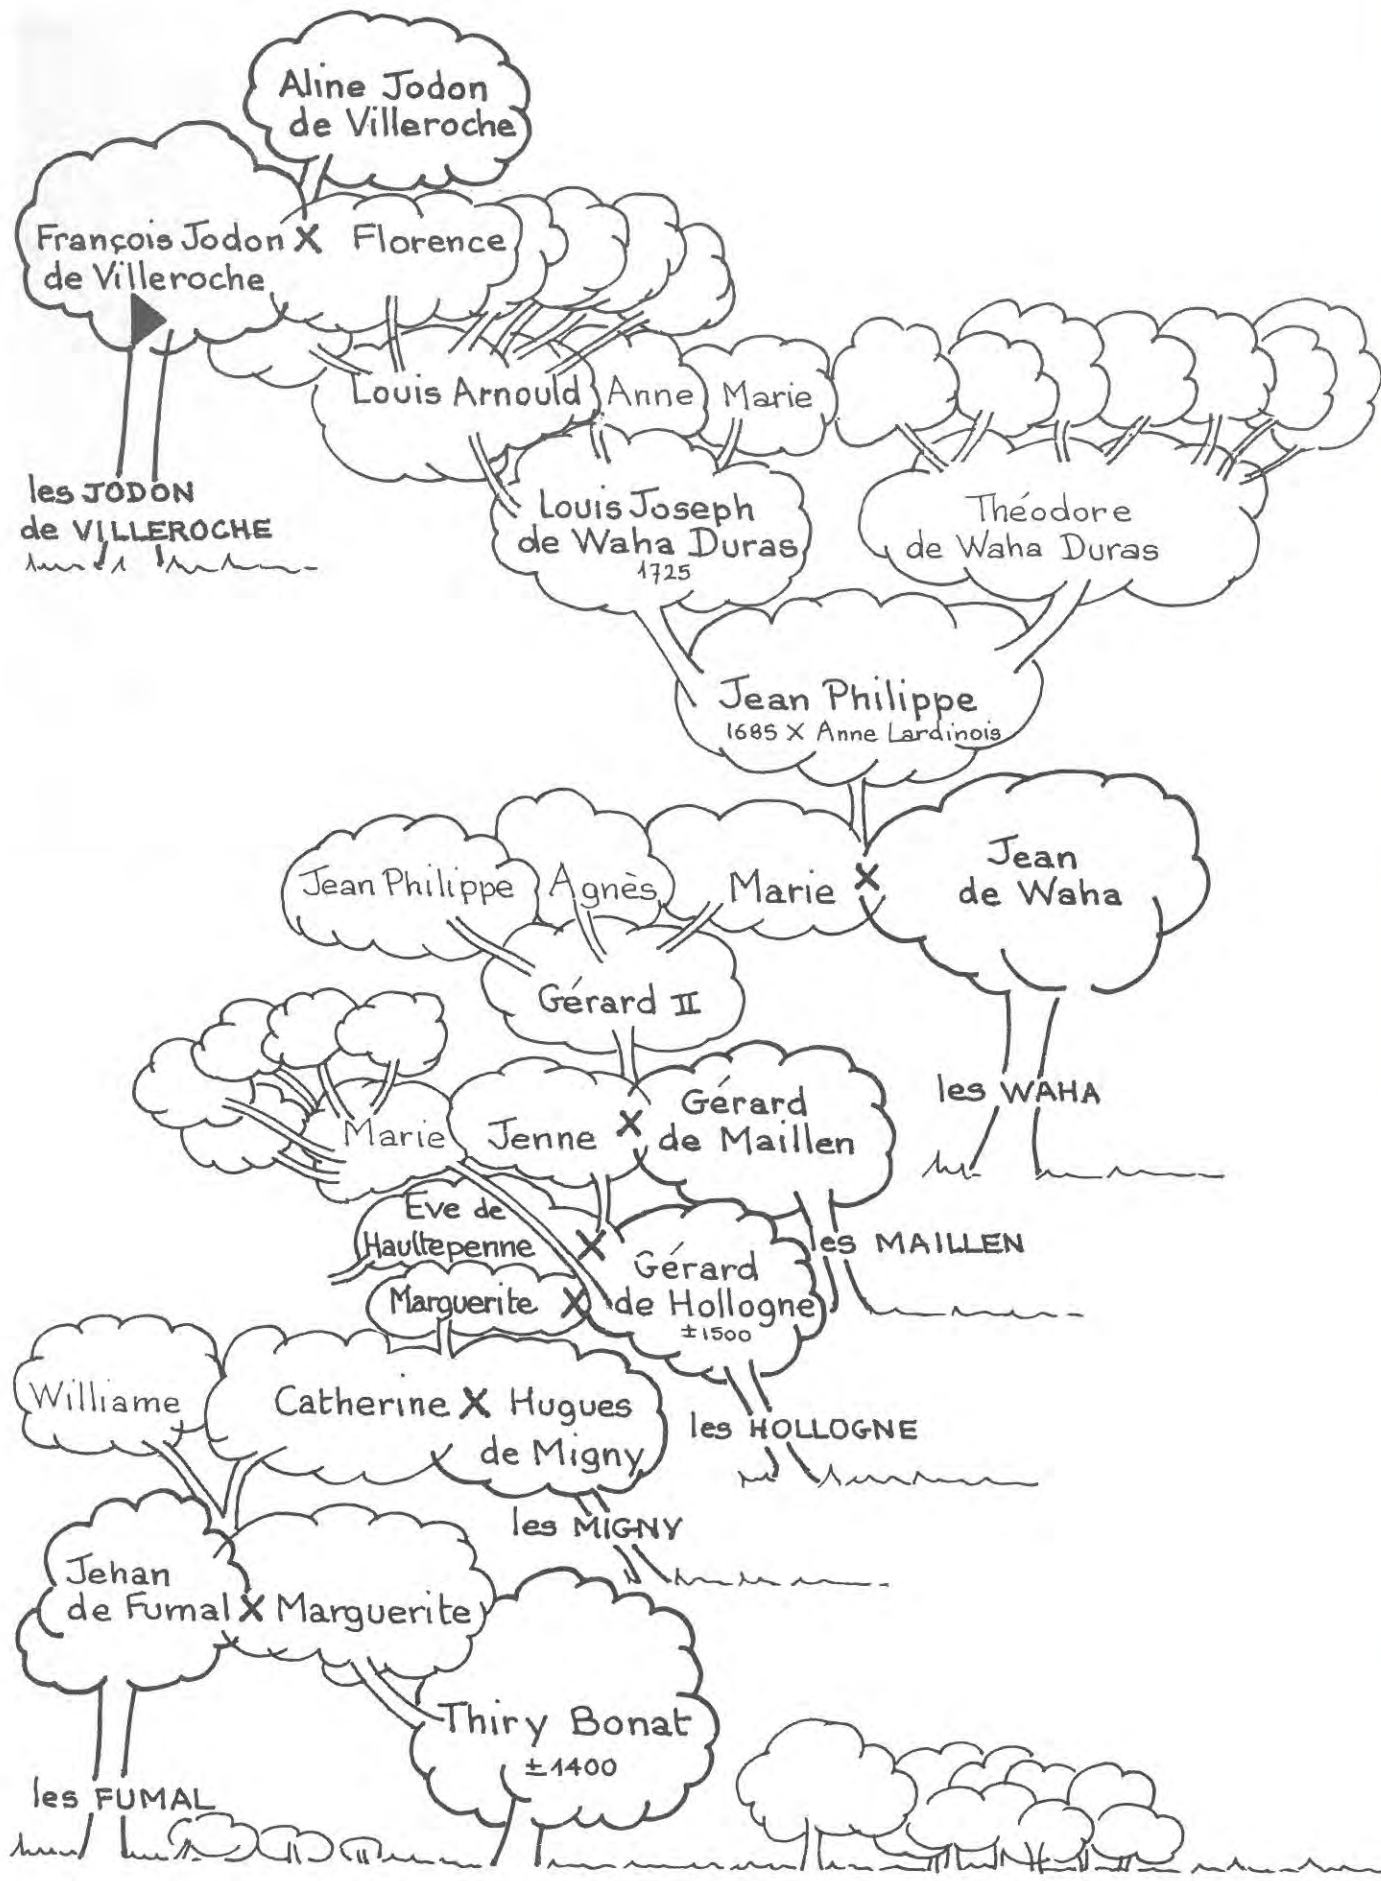 Aline Jodon
de Villeroche
François Jodon X Florence
de Villeroche
Louis Arnould
Anne
Marie
les JODON
de VILLEROCHE
Louis Joseph
de Waha Duras
1725
Théodore
de Waha Duras
Jean Philippe
1685 X Anne Lardinois
Jean Philippe
Agnès
Marie X
Jean
de Waha
Gérard II
les WAHA
Marie
Jenne X
Gérard
de Maillen
les MAILLEN
Eve de
Haultepenne X
Marguerite X
Gérard
de Hollogne
±1500
les HOLLOGNE
Williame
Catherine X Hugues
de Migny
les MIGNY
Jehan
de Fumal X Marguerite
Thiry Bonat
±1400
les FUMAL